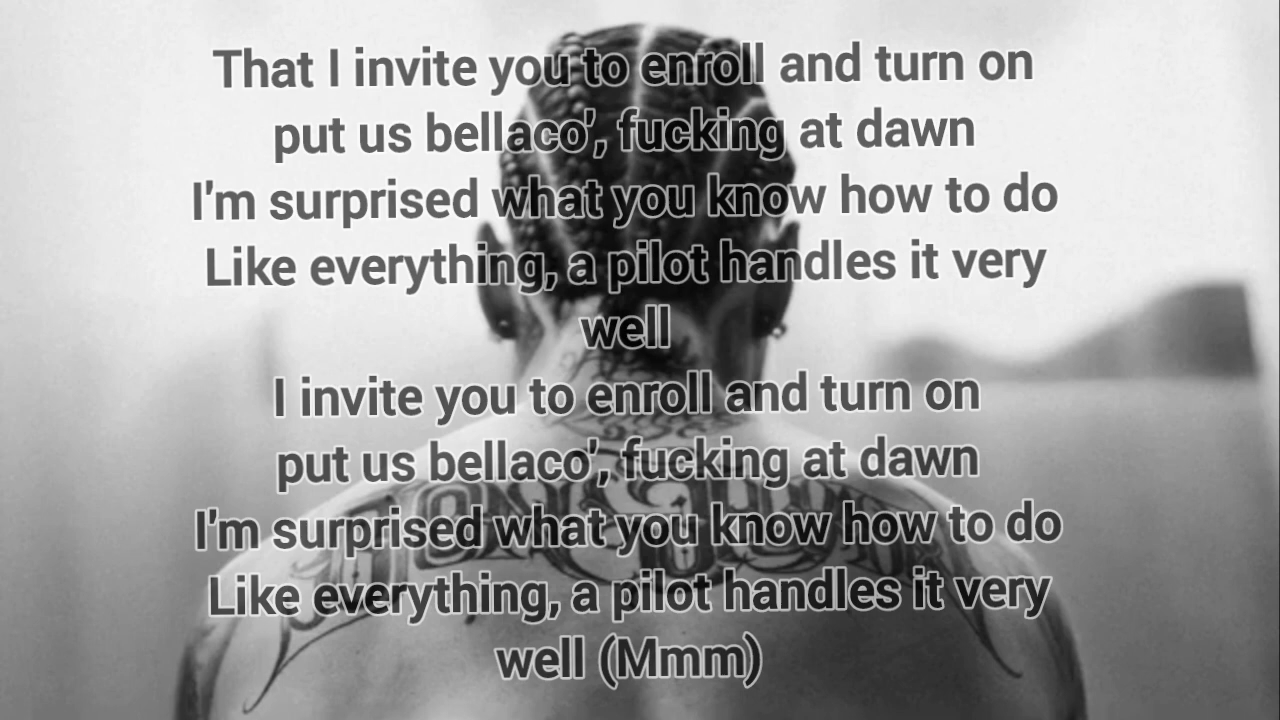 That I invite you to enroll and turn on
put us bellaco', fucking at dawn
I'm surprised what you know how to do
Like everything, a pilot handles it very
well
I invite you to enroll and turn on
put us bellaco', fucking at dawn
I'm surprised what you know how to do
Like everything, a pilot handles it very
well (Mmm)